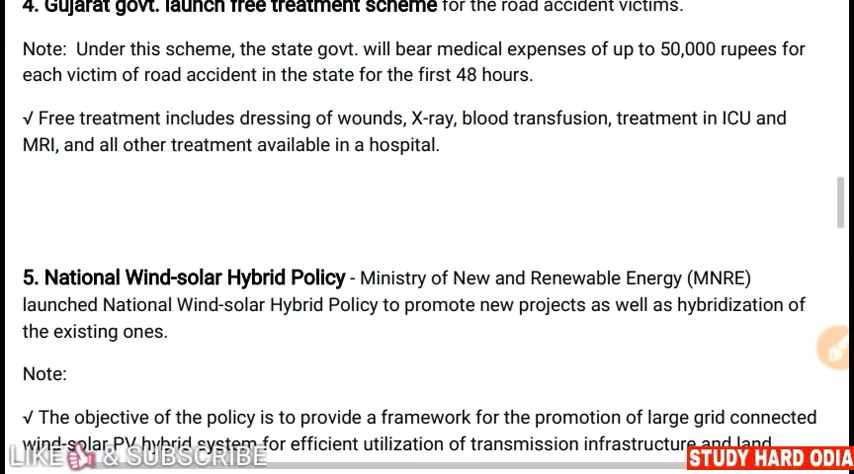 4. Gujarat govt. launch free treatment scheme for the road accident victims.
Note: Under this scheme, the state govt. will bear medical expenses of up to 50,000 rupees for
each victim of road accident in the state for the first 48 hours.
√ Free treatment includes dressing of wounds, X-ray, blood transfusion, treatment in ICU and
MRI, and all other treatment available in a hospital.
5. National Wind-solar Hybrid Policy - Ministry of New and Renewable Energy (MNRE)
launched National Wind-solar Hybrid Policy to promote new projects as well as hybridization of
the existing ones.
Note:
√ The objective of the policy is to provide a framework for the promotion of large grid connected
wind-solar PV hybrid system for efficient utilization of transmission infrastructure and land
LIKE & SUBSCRIBE
STUDY HARD ODIA